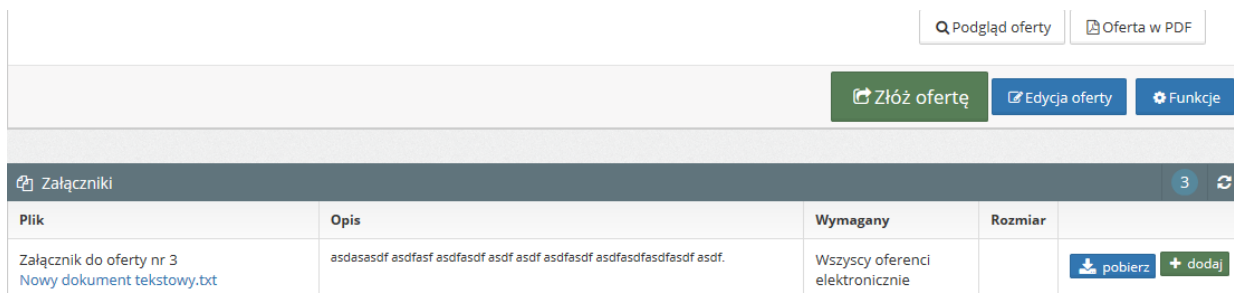 Podgląd oferty Oferta w PDF
Złóż ofertę Edycja oferty Funkcje
Załączniki 3
Plik Opis Wymagany Rozmiar
Załącznik do oferty nr 3 asdasasdf asdfasf asdfasdf asdf asdf asdfasdf asdfasdfasdfasdf asdf. Wszyscy oferenci pobierz dodaj
Nowy dokument tekstowy.txt elektronicznie